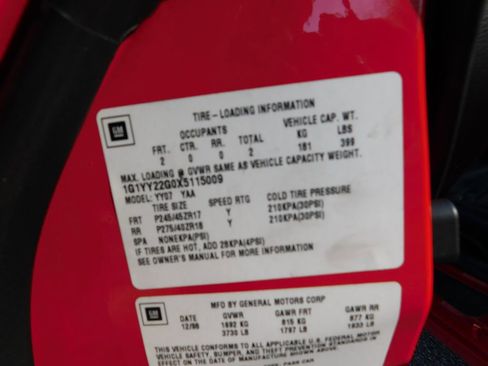 GM
TIRE - LOADING INFORMATION
OCCUPANTS VEHICLE CAP. WT.
FRT. CTR. RR. TOTAL KG LBS
2 0 0 2 181 399
MAX. LOADING @ GVWR SAME AS VEHICLE CAPACITY WEIGHT.
1G1YY22G0X5115009
MODEL: YY07 YAA
TIRE SIZE SPEED RTG COLD TIRE PRESSURE
FRT P245/45ZR17 Y 210KPA(30PSI)
RR P275/40ZR18 Y 210KPA(30PSI)
SPA NONEKPA(PSI)
IF TIRES ARE HOT, ADD 28KPA(4PSI)
SEE OWNER'S MANUAL FOR MORE INFORMATION
GM
MFD BY GENERAL MOTORS CORP
DATE GVWR GAWR FRT GAWR RR
12/98 1692 KG 815 KG 877 KG
3730 LB 1797 LB 1933 LB
THIS VEHICLE CONFORMS TO ALL APPLICABLE U.S. FEDERAL MOTOR
VEHICLE SAFETY, BUMPER, AND THEFT PREVENTION STANDARDS IN
EFFECT ON THE DATE OF MANUFACTURE SHOWN ABOVE.
PASS. CAR